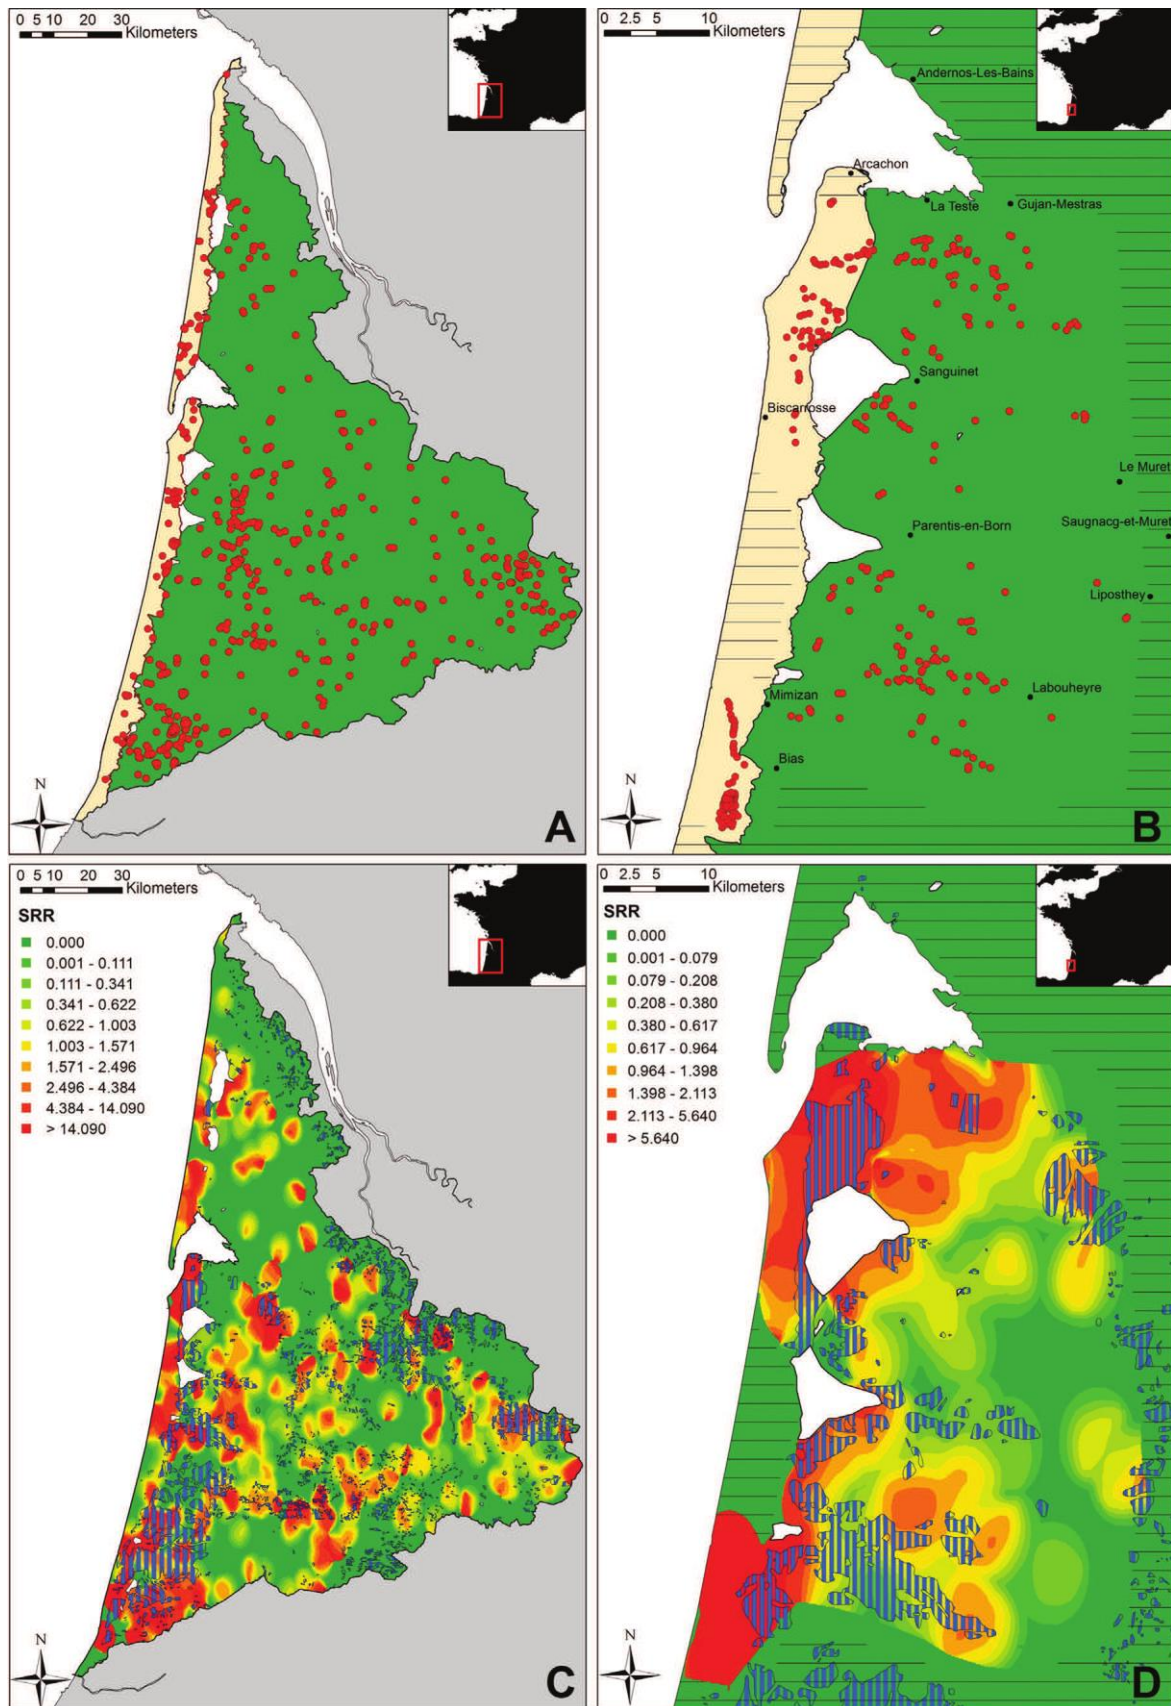 0 5 10 20 30
Kilometers
N
A
0 2.5 5 10
Kilometers
Andernos-Les-Bains
Arcachon
La Teste
Gujan-Mestras
Sanguinet
Biscarrosse
Le Muret
Parentis-en-Born
Saugnacg-et-Muret
Liposthey
Labouheyre
Mimizan
Bias
N
B
0 5 10 20 30
Kilometers
SRR
0.000
0.001 - 0.111
0.111 - 0.341
0.341 - 0.622
0.622 - 1.003
1.003 - 1.571
1.571 - 2.496
2.496 - 4.384
4.384 - 14.090
> 14.090
N
C
0 2.5 5 10
Kilometers
SRR
0.000
0.001 - 0.079
0.079 - 0.208
0.208 - 0.380
0.380 - 0.617
0.617 - 0.964
0.964 - 1.398
1.398 - 2.113
2.113 - 5.640
> 5.640
N
D